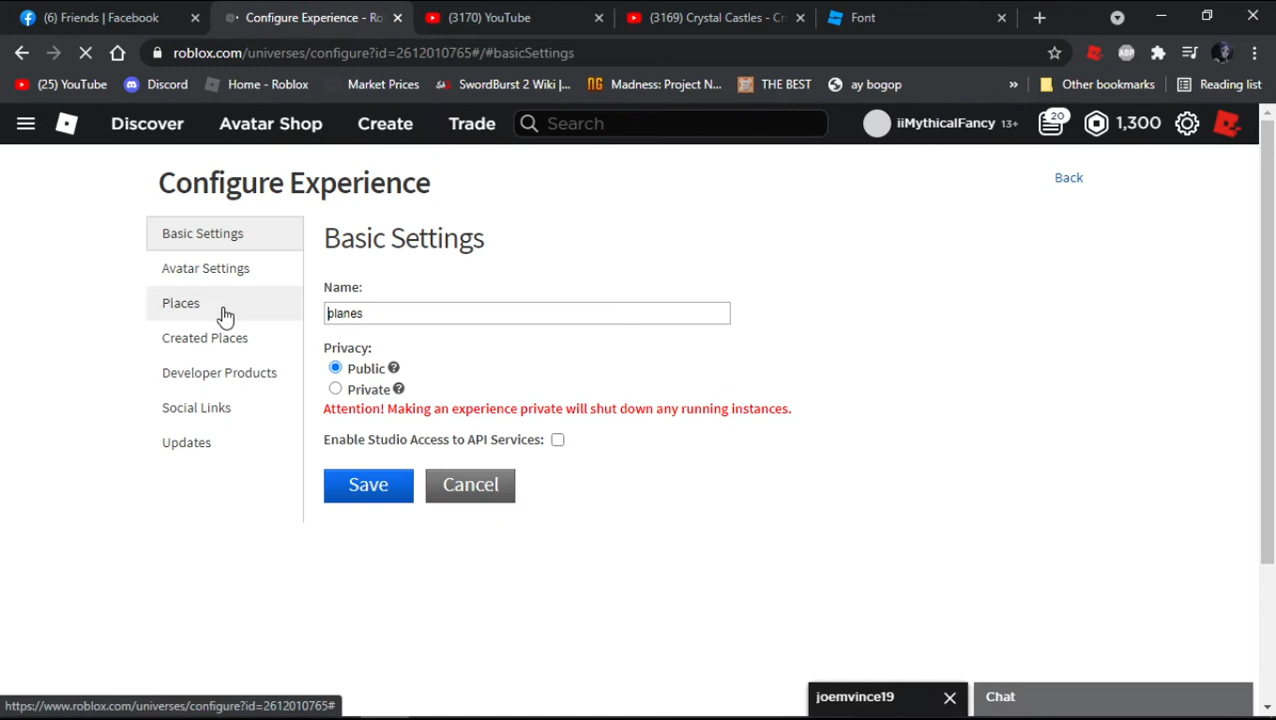 (6) Friends | Facebook
Configure Experience - Ro
(3170) YouTube
(3169) Crystal Castles - Cr
Font
roblox.com/universes/configure?id=2612010765#/#basicSettings
(25) YouTube
Discord
Home - Roblox
Market Prices
SwordBurst 2 Wiki |...
Madness: Project N...
THE BEST
ay bogop
»
Other bookmarks
Reading list
Discover
Avatar Shop
Create
Trade
Search
iiMythicalFancy 13+
20
1,300
Configure Experience
Back
Basic Settings
Avatar Settings
Places
Created Places
Developer Products
Social Links
Updates
Basic Settings
Name:
planes
Privacy:
Public
Private
Attention! Making an experience private will shut down any running instances.
Enable Studio Access to API Services:
Save
Cancel
https://www.roblox.com/universes/configure?id=2612010765#
joemvince19
Chat